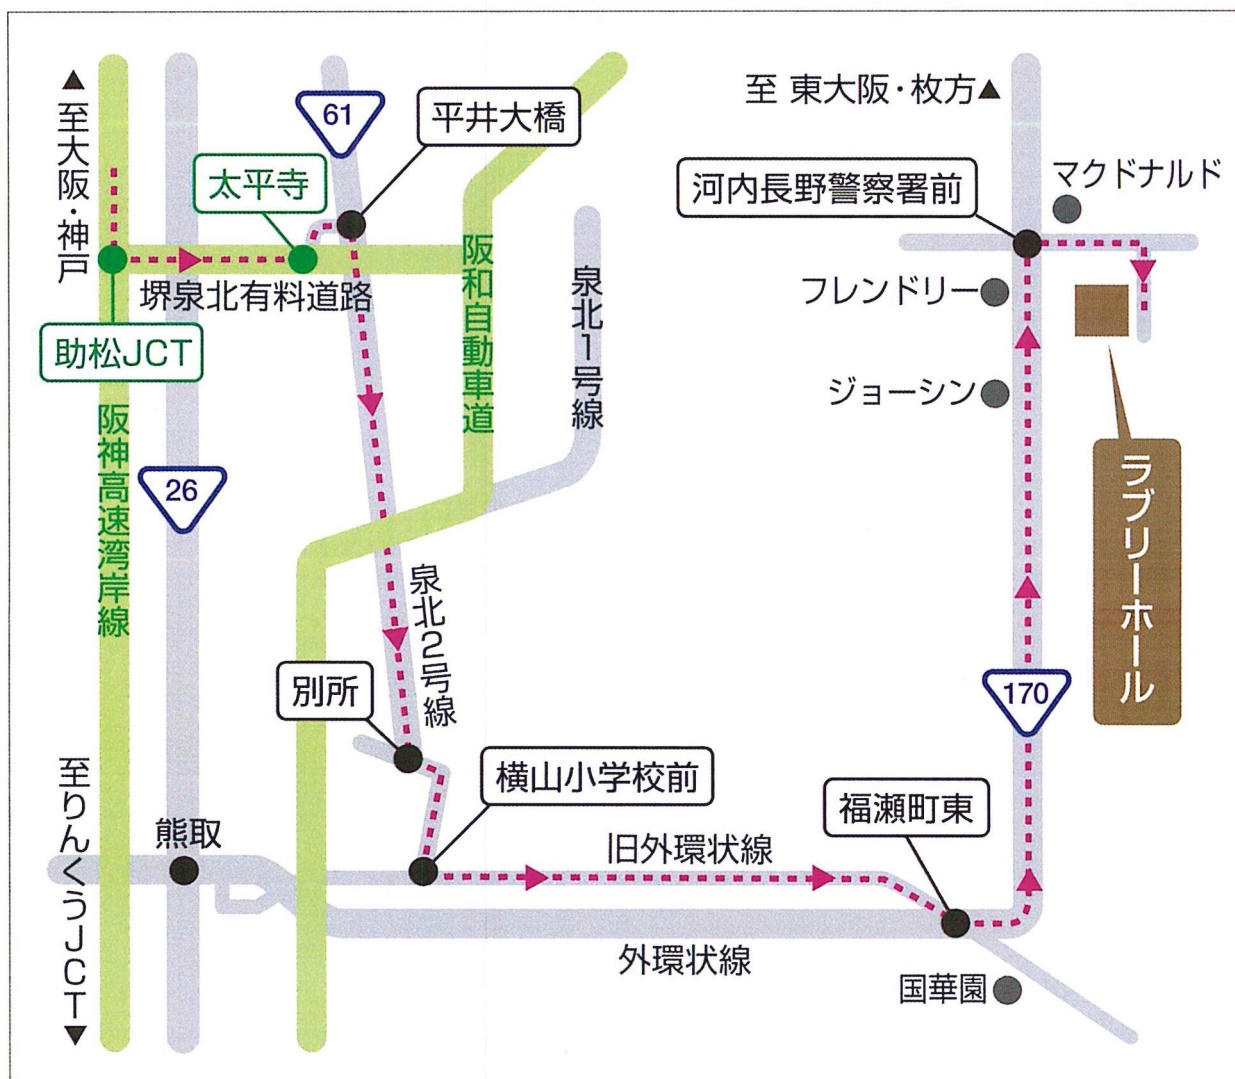 ▲至大阪・神戸
61
平井大橋
太平寺
堺泉北有料道路
助松JCT
阪神高速湾岸線
26
阪和自動車道
泉北1号線
泉北2号線
別所
横山小学校前
至りんくうJCT▼
熊取
旧外環状線
外環状線
福瀬町東
国華園
170
至 東大阪・枚方▲
河内長野警察署前
マクドナルド
フレンドリー
ジョーシン
ラブリーホール